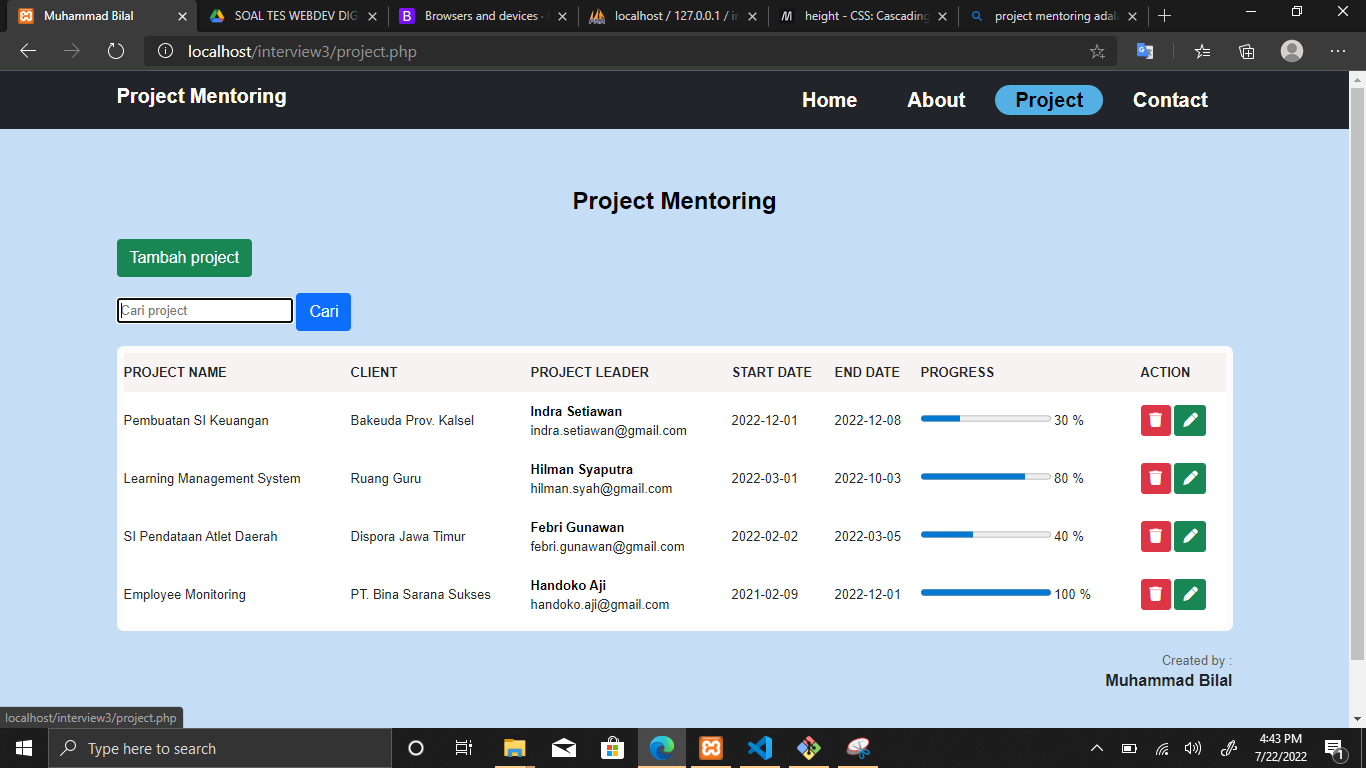 Muhammad Bilal
SOAL TES WEBDEV DIG
Browsers and devices ·
localhost / 127.0.0.1 / in
height - CSS: Cascading
project mentoring adal
localhost/interview3/project.php
Project Mentoring
Home
About
Project
Contact
Project Mentoring
Tambah project
Cari project
Cari
PROJECT NAME CLIENT PROJECT LEADER START DATE END DATE PROGRESS ACTION
Pembuatan SI Keuangan Bakeuda Prov. Kalsel Indra Setiawan 2022-12-01 2022-12-08 30 %
indra.setiawan@gmail.com
Learning Management System Ruang Guru Hilman Syaputra 2022-03-01 2022-10-03 80 %
hilman.syah@gmail.com
SI Pendataan Atlet Daerah Dispora Jawa Timur Febri Gunawan 2022-02-02 2022-03-05 40 %
febri.gunawan@gmail.com
Employee Monitoring PT. Bina Sarana Sukses Handoko Aji 2021-02-09 2022-12-01 100 %
handoko.aji@gmail.com
Created by :
Muhammad Bilal
localhost/interview3/project.php
Type here to search
4:43 PM
7/22/2022
1